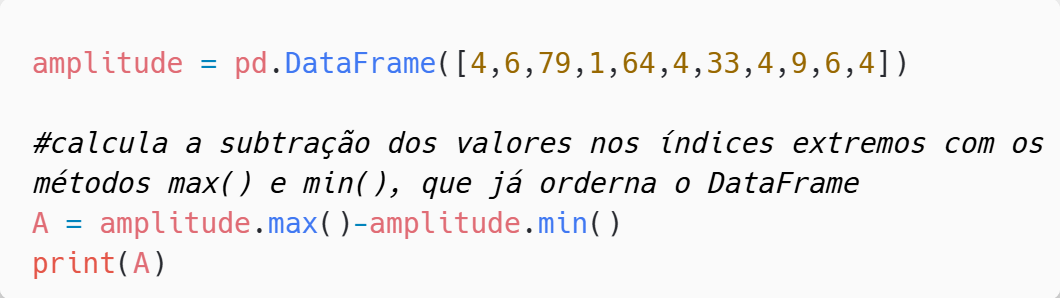 amplitude = pd.DataFrame([4,6,79,1,64,4,33,4,9,6,4])
#calcula a subtração dos valores nos índices extremos com os
métodos max() e min(), que já orderna o DataFrame
A = amplitude.max()-amplitude.min()
print(A)